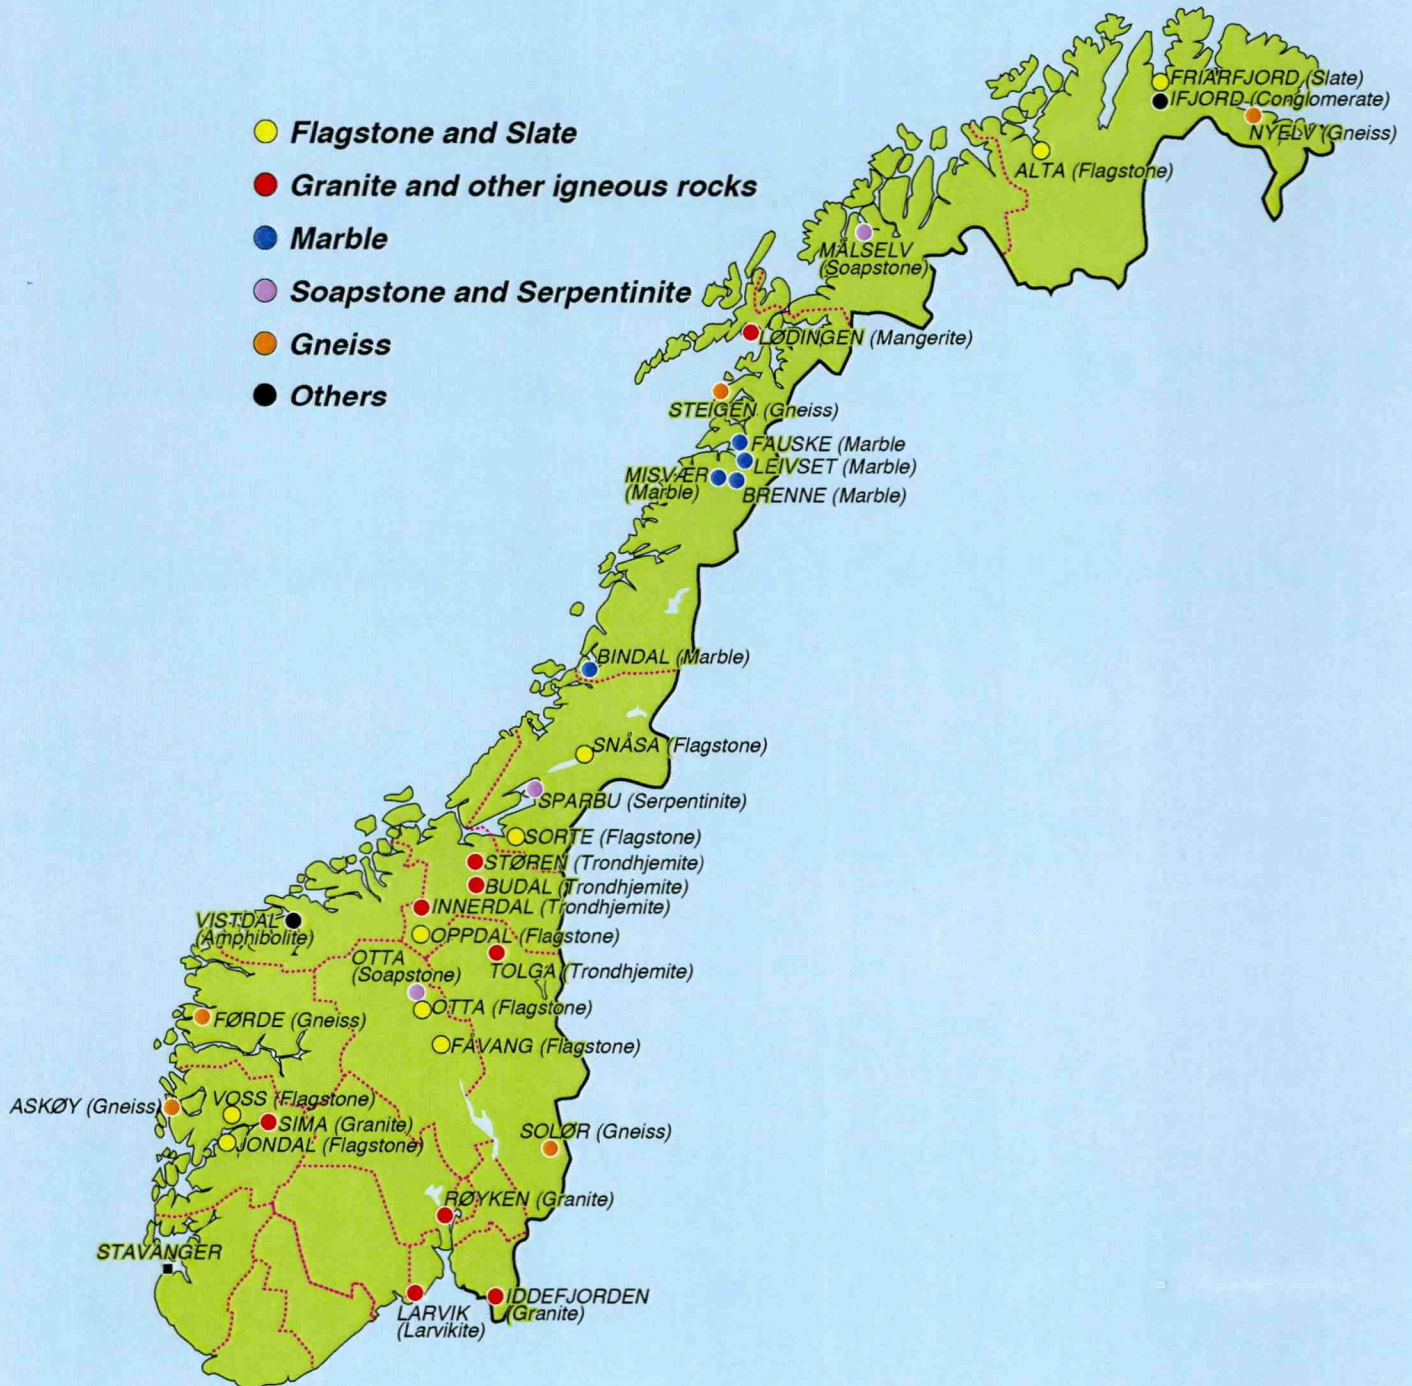 Flagstone and Slate
Granite and other igneous rocks
Marble
Soapstone and Serpentinite
Gneiss
Others
FRIARFJORD (Slate)
IFJORD (Conglomerate)
NYELV (Gneiss)
ALTA (Flagstone)
MÅLSELV
(Soapstone)
LØDINGEN (Mangerite)
STEIGEN (Gneiss)
FAUSKE (Marble
LEIVSET (Marble)
MISVÆR
(Marble)
BRENNE (Marble)
BINDAL (Marble)
SNÅSA (Flagstone)
SPARBU (Serpentinite)
SORTE (Flagstone)
STØREN (Trondhjemite)
BUDAL (Trondhjemite)
INNERDAL (Trondhjemite)
VISTDAL
(Amphibolite)
OPPDAL (Flagstone)
OTTA
(Soapstone)
TOLGA (Trondhjemite)
OTTA (Flagstone)
FØRDE (Gneiss)
FÅVANG (Flagstone)
VOSS (Flagstone)
ASKØY (Gneiss)
SIMA (Granite)
SOLØR (Gneiss)
JONDAL (Flagstone)
RØYKEN (Granite)
STAVANGER
IDDEFJORDEN
(Granite)
LARVIK
(Larvikite)